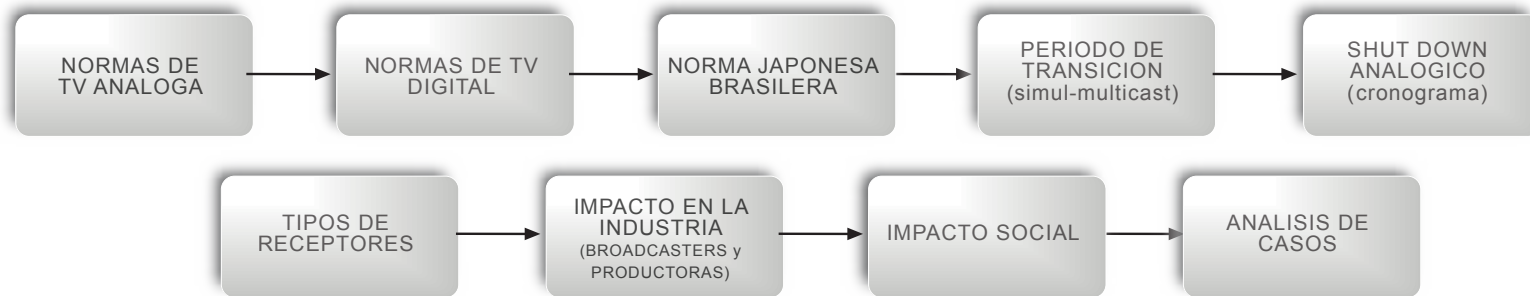 NORMAS DE
TV ANALOGA
NORMAS DE TV
DIGITAL
NORMA JAPONESA
BRASILERA
PERIODO DE
TRANSICION
(simul-multicast)
SHUT DOWN
ANALOGICO
(cronograma)
TIPOS DE
RECEPTORES
IMPACTO EN LA
INDUSTRIA
(BROADCASTERS y
PRODUCTORAS)
IMPACTO SOCIAL
ANALISIS DE
CASOS